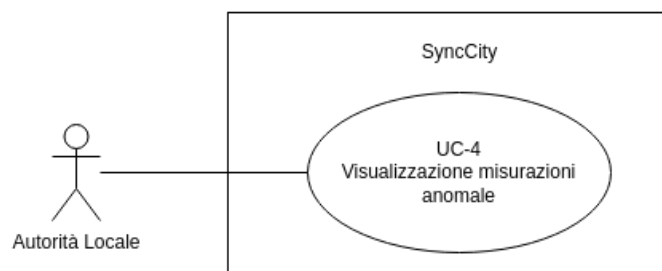 SyncCity
UC-4
Visualizzazione misurazioni
anomale
Autorità Locale